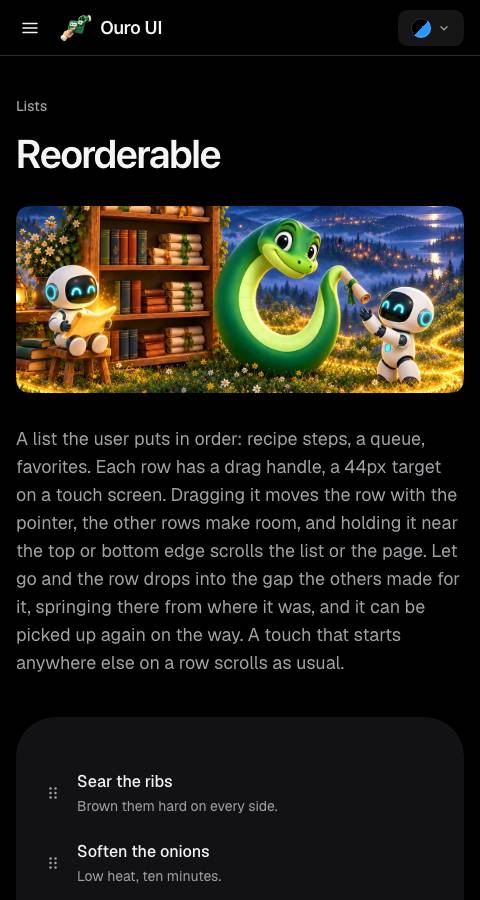 Ouro UI
Lists
Reorderable
A list the user puts in order: recipe steps, a queue,
favorites. Each row has a drag handle, a 44px target
on a touch screen. Dragging it moves the row with the
pointer, the other rows make room, and holding it near
the top or bottom edge scrolls the list or the page. Let
go and the row drops into the gap the others made for
it, springing there from where it was, and it can be
picked up again on the way. A touch that starts
anywhere else on a row scrolls as usual.
Sear the ribs
Brown them hard on every side.
Soften the onions
Low heat, ten minutes.